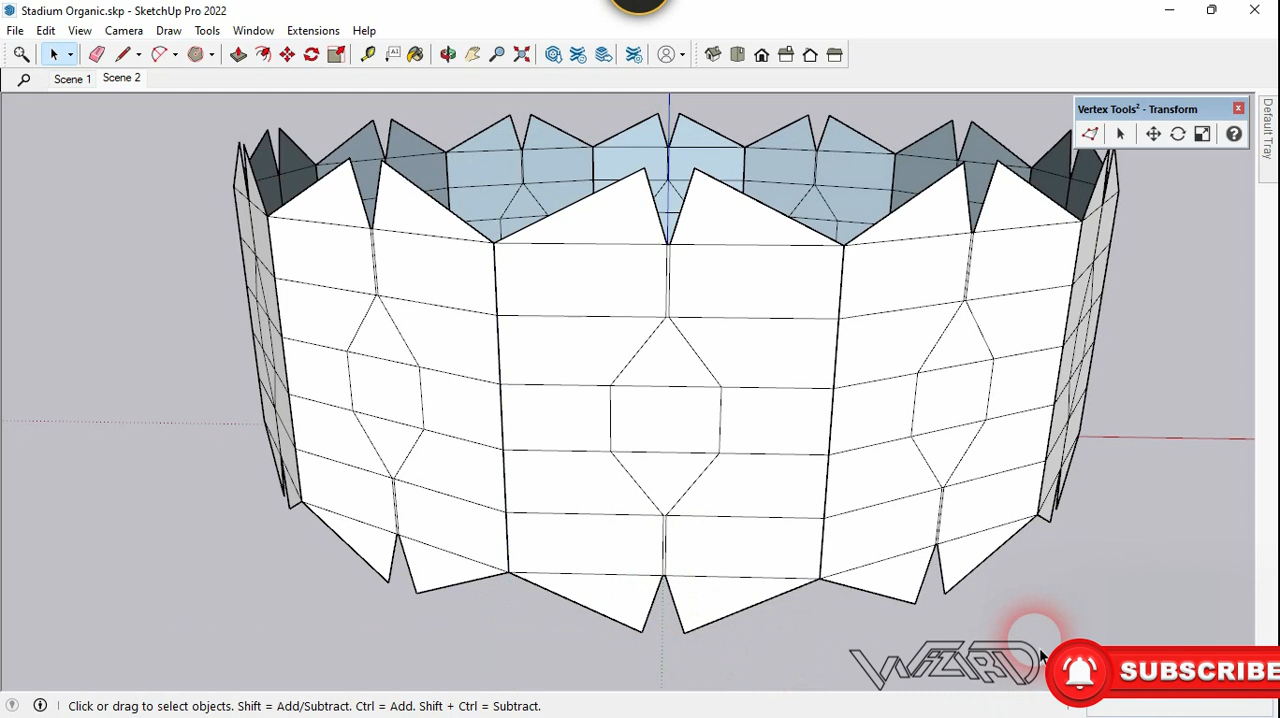 Stadium Organic.skp - SketchUp Pro 2022
File Edit View Camera Draw Tools Window Extensions Help
Scene 1 Scene 2
Vertex Tools² - Transform
Default Tray
WIZARD
SUBSCRIBE
Click or drag to select objects. Shift = Add/Subtract. Ctrl = Add. Shift + Ctrl = Subtract.